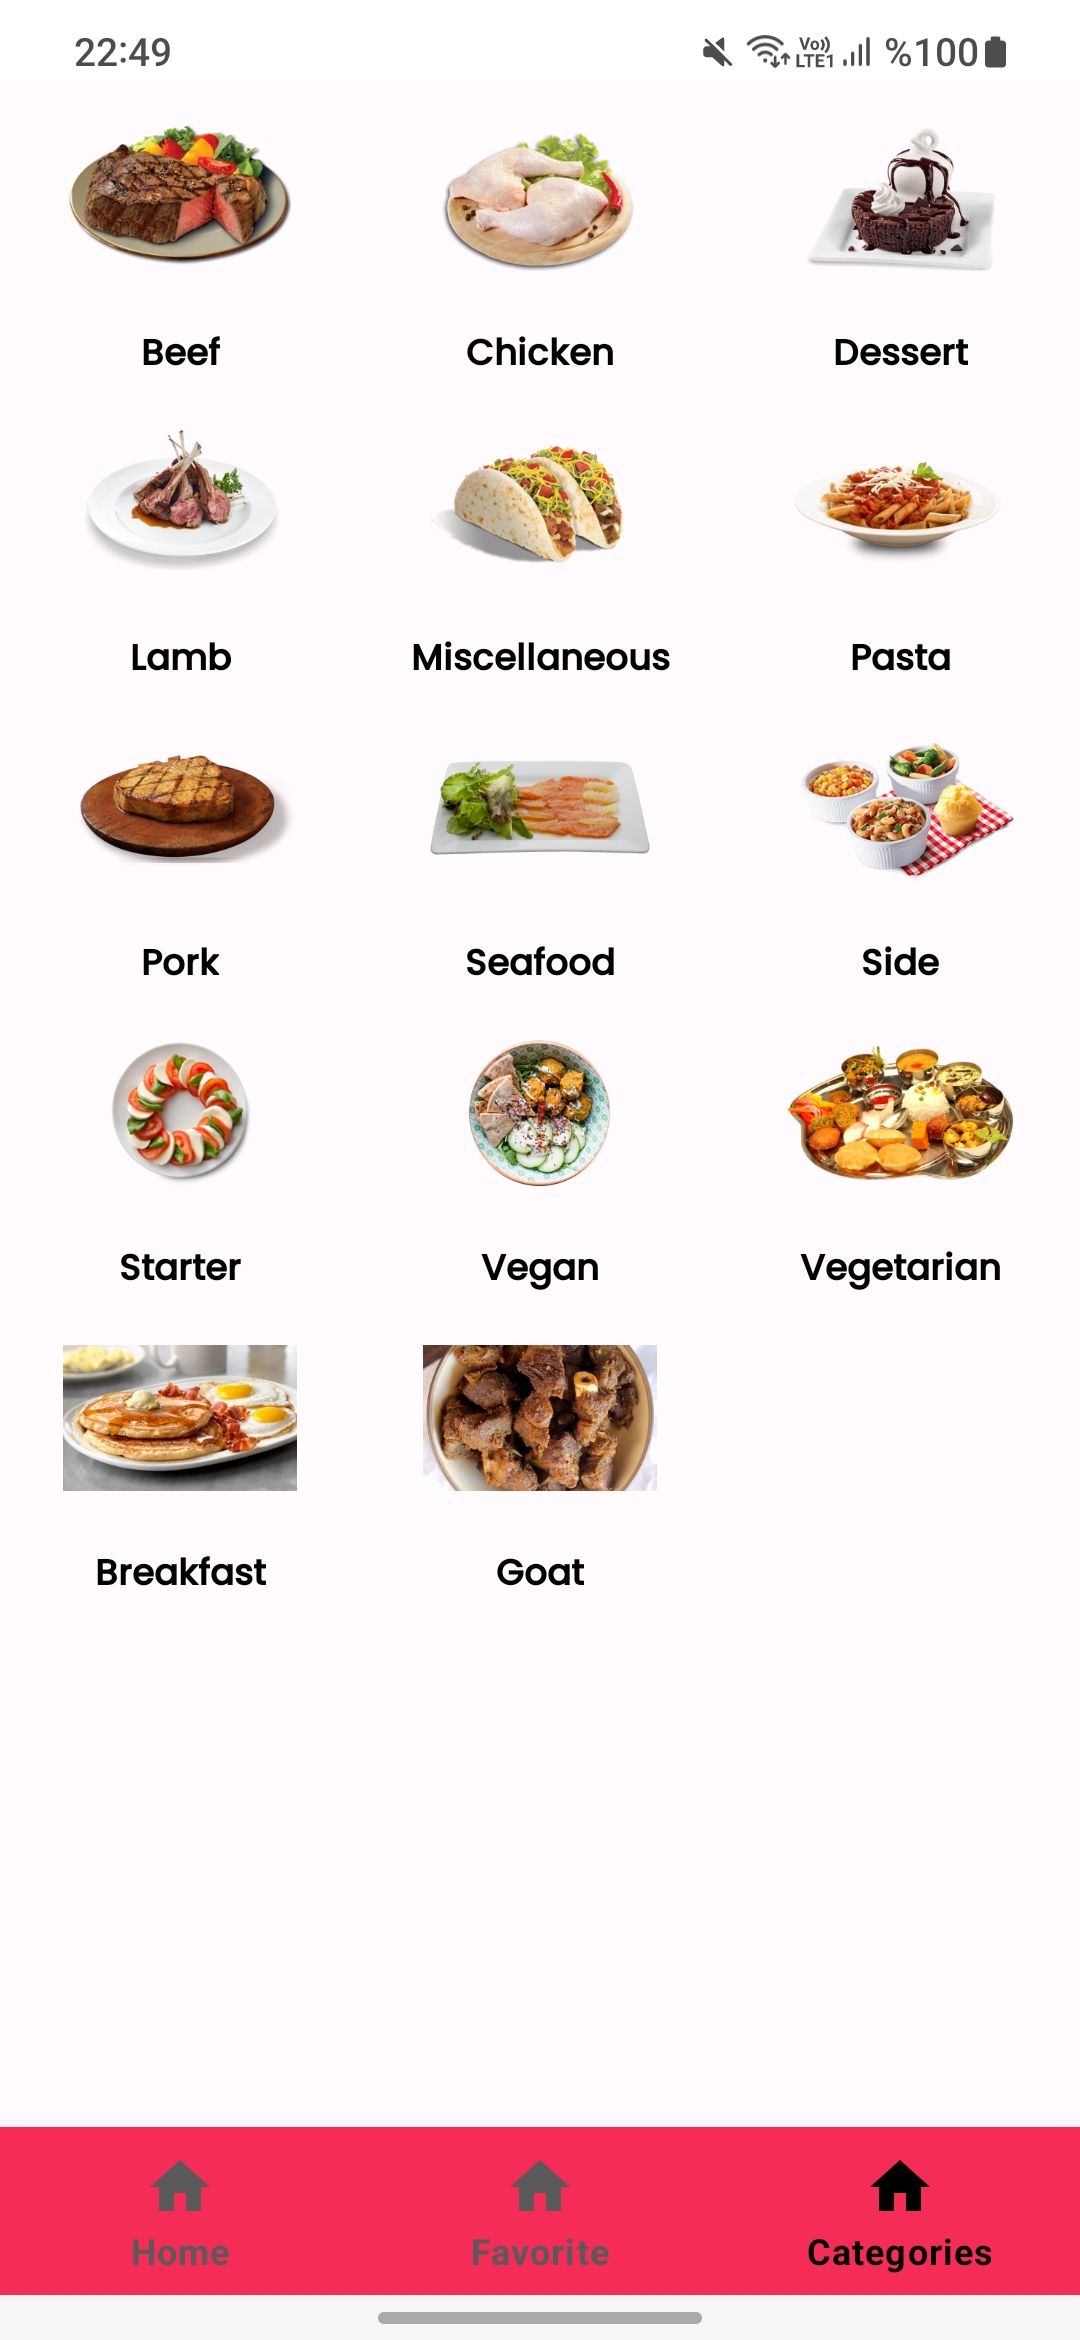 22:49 Vo)) LTE1 %100
Beef Chicken Dessert
Lamb Miscellaneous Pasta
Pork Seafood Side
Starter Vegan Vegetarian
Breakfast Goat
Home Favorite Categories